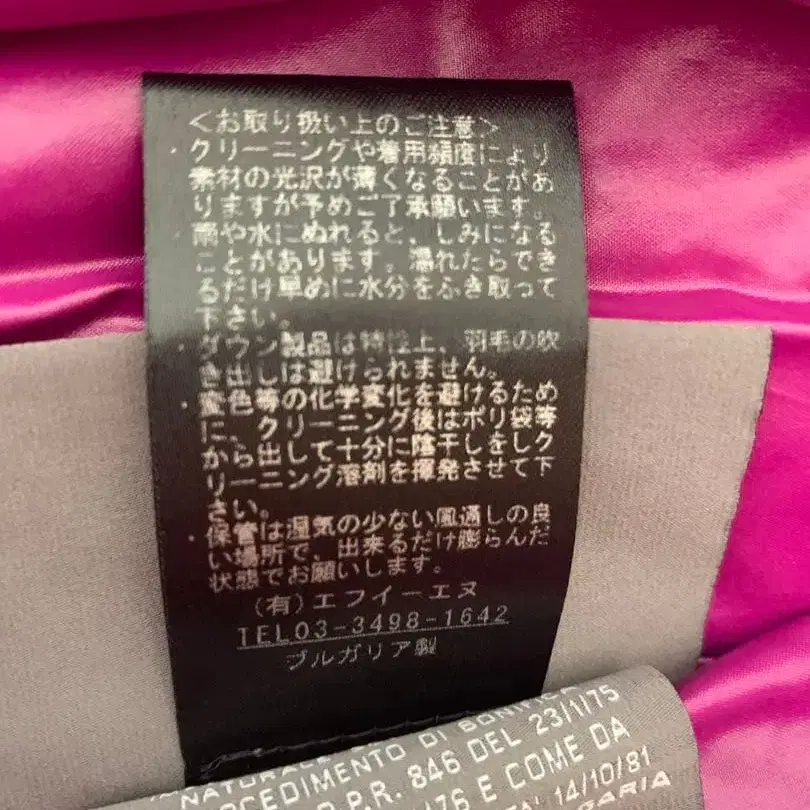 <お取り扱い上のご注意>
・クリーニングや着用頻度により
素材の光沢が薄くなることがあ
りますが予めご了承願います。
・雨や水にぬれると、しみになる
ことがあります。濡れたらでき
るだけ早めに水分をふき取って
下さい。
・ダウン製品は特性上、羽毛の吹
き出しは避けられません。
・変色等の化学変化を避けるため
に、クリーニング後はポリ袋等
から出して十分に陰干しをしク
リーニング溶剤を揮発させて下
さい。
・保管は湿気の少ない風通しの良
い場所で、出来るだけ膨らんだ
状態でお願いします。
(有)エフイーエヌ
TEL03-3498-1642
ブルガリア製
NATURALE DI BONIFICA
PROCEDIMENTO DEL 23/1/75
D.P.R. 846 E COME DA
/76 14/10/81